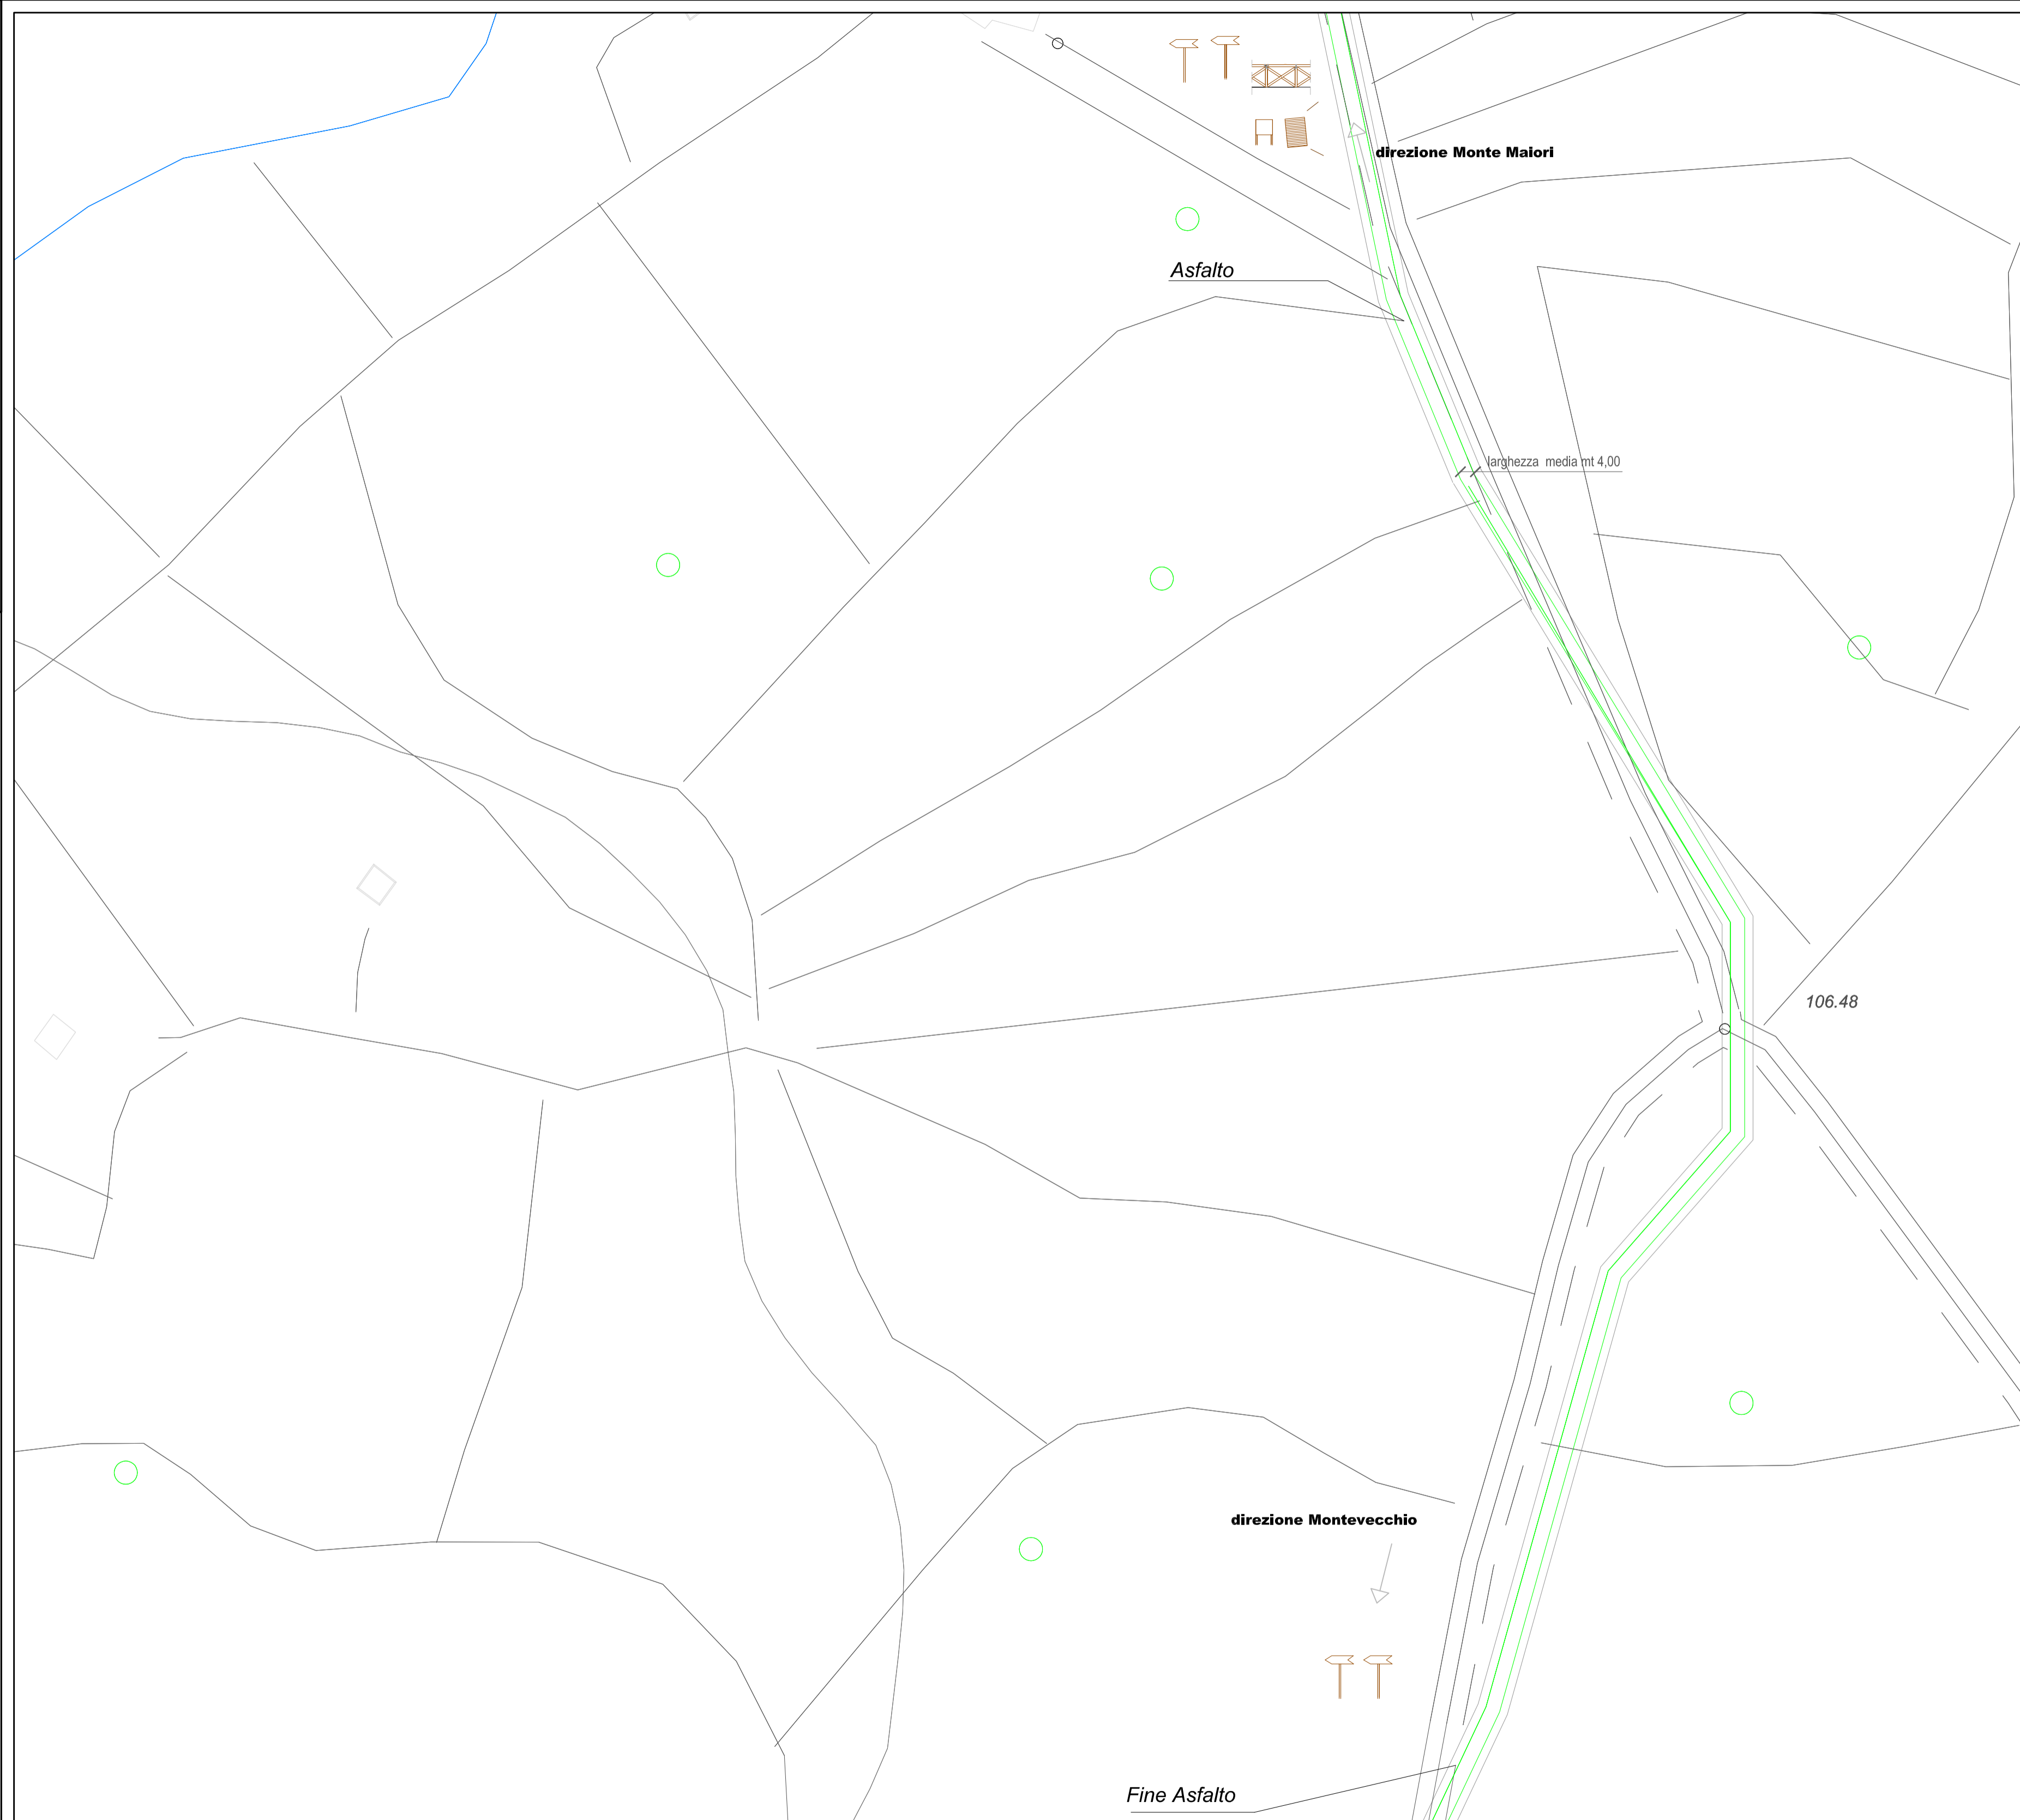 direzione Monte Maiori
Asfalto
larghezza media mt 4,00
106.48
direzione Montevecchio
Fine Asfalto